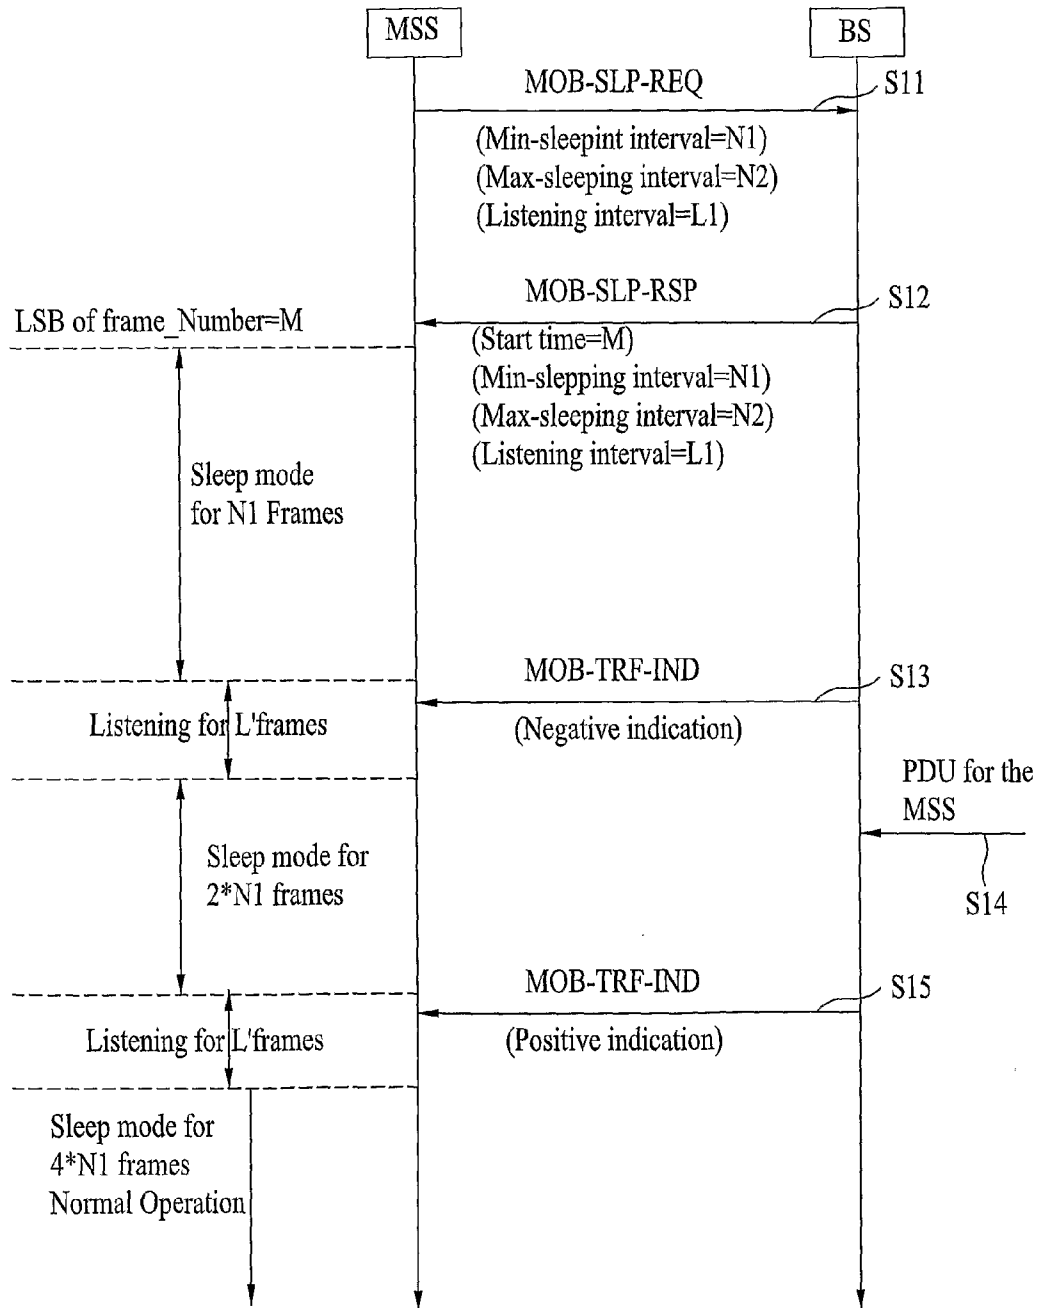 MSS
BS
MOB-SLP-REQ
S11
(Min-sleepint interval=N1)
(Max-sleeping interval=N2)
(Listening interval=L1)
MOB-SLP-RSP
S12
LSB of frame_Number=M
(Start time=M)
(Min-slepping interval=N1)
(Max-sleeping interval=N2)
(Listening interval=L1)
Sleep mode
for N1 Frames
MOB-TRF-IND
S13
Listening for L'frames
(Negative indication)
PDU for the
MSS
Sleep mode for
2*N1 frames
S14
MOB-TRF-IND
S15
Listening for L'frames
(Positive indication)
Sleep mode for
4*N1 frames
Normal Operation